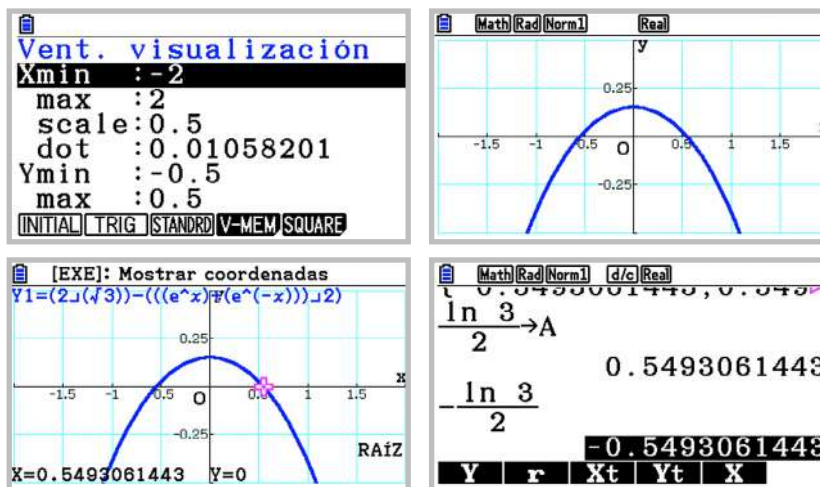 Vent. visualización
Xmin :-2
max :2
scale:0.5
dot :0.01058201
Ymin :-0.5
max :0.5
INITIAL TRIG STANDRD V-MEM SQUARE
Math Rad Norm1 Real
y
0.25
-1.5 -1 -0.5 O 0.5 1 1.5
-0.25
[EXE]: Mostrar coordenadas
Y1=(2⌟(√3))-(((e^x)+(e^(-x)))⌟2)
0.25
x
-1.5 -1 -0.5 O 0.5 1 1.5
-0.25
RAÍZ
X=0.5493061443 Y=0
Math Rad Norm1 d/c Real
ln 3
2
→A
0.5493061443
- ln 3
2
-0.5493061443
Y r Xt Yt X